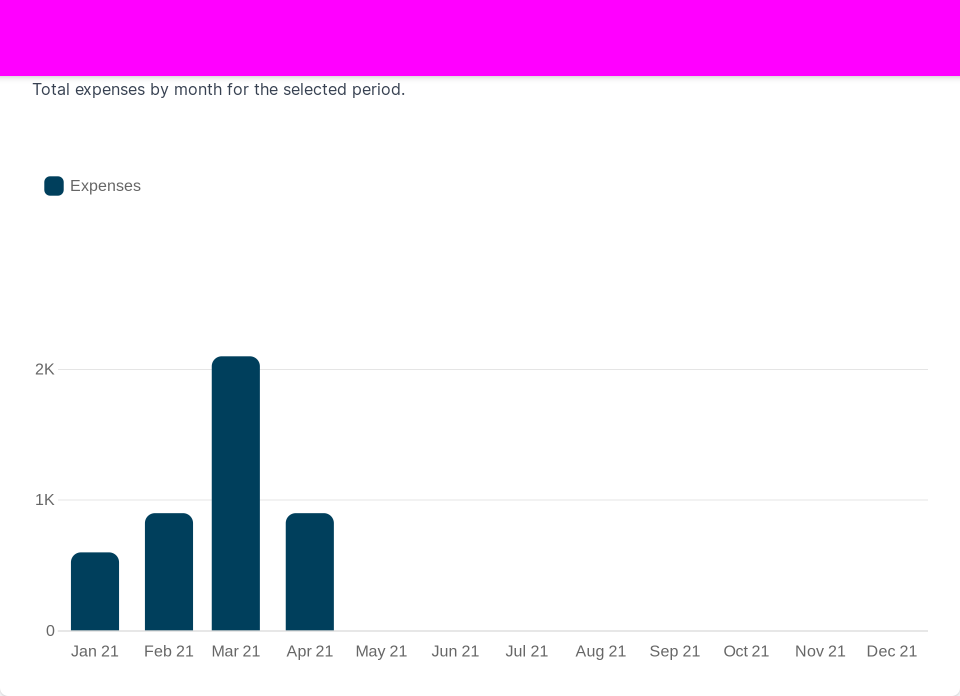 Total expenses by month for the selected period.
Expenses
2K
1K
0
Jan 21 Feb 21 Mar 21 Apr 21 May 21 Jun 21 Jul 21 Aug 21 Sep 21 Oct 21 Nov 21 Dec 21